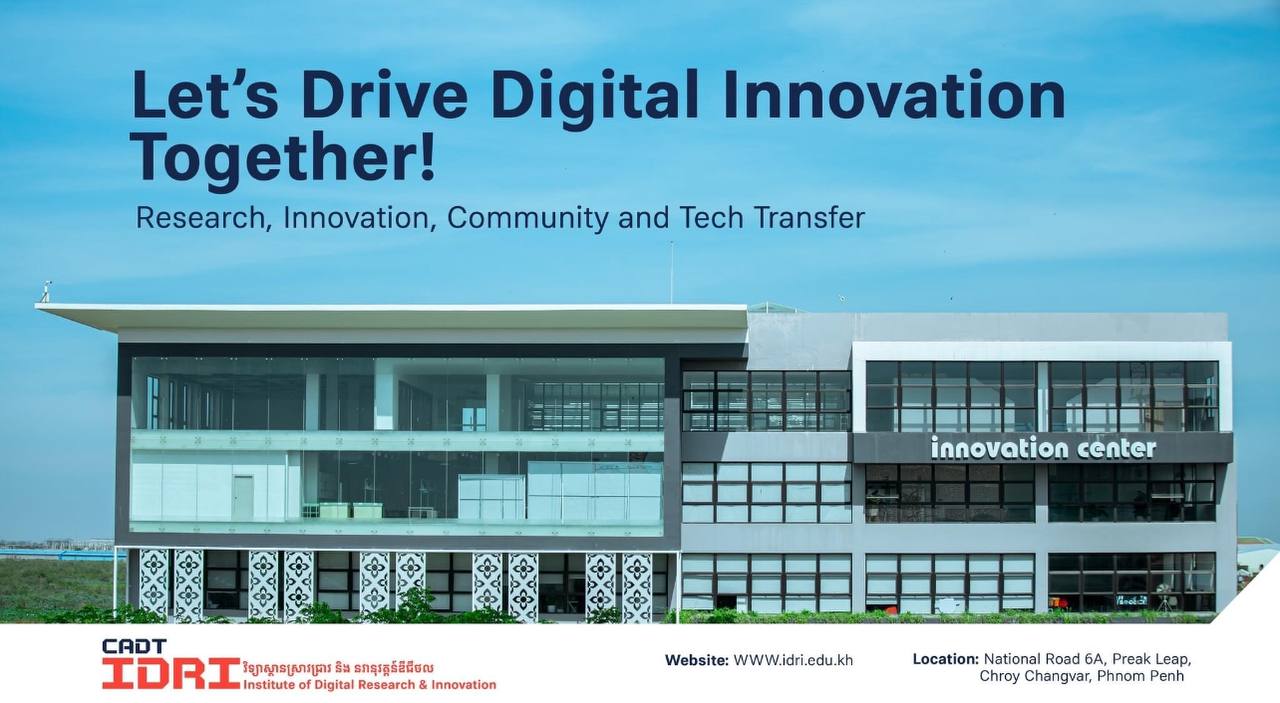 Let's Drive Digital Innovation
Together!
Research, Innovation, Community and Tech Transfer
innovation center
CADT
IDRI
វិទ្យាស្ថានស្រាវជ្រាវ និង នវានុវត្តន៍ឌីជីថល
Institute of Digital Research & Innovation
Website: WWW.idri.edu.kh
Location: National Road 6A, Preak Leap,
Chroy Changvar, Phnom Penh